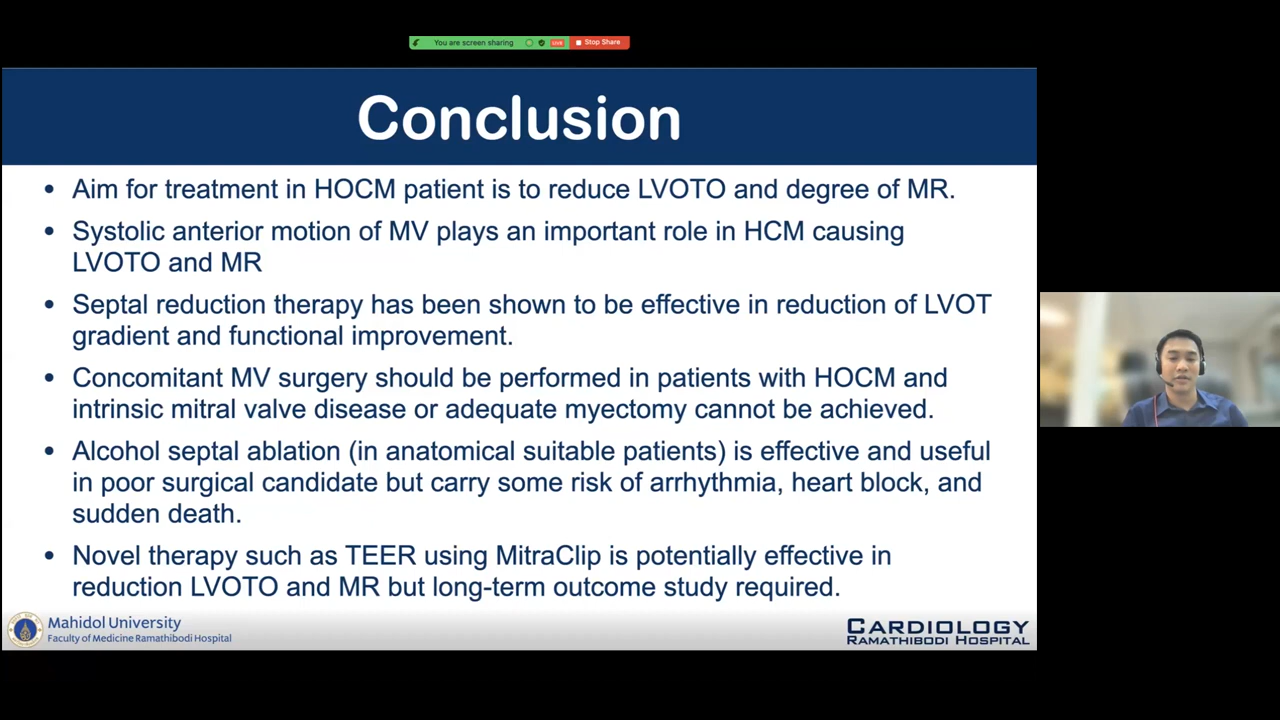 You are screen sharing LIVE Stop Share
Conclusion
• Aim for treatment in HOCM patient is to reduce LVOTO and degree of MR.
• Systolic anterior motion of MV plays an important role in HCM causing
LVOTO and MR
• Septal reduction therapy has been shown to be effective in reduction of LVOT
gradient and functional improvement.
• Concomitant MV surgery should be performed in patients with HOCM and
intrinsic mitral valve disease or adequate myectomy cannot be achieved.
• Alcohol septal ablation (in anatomical suitable patients) is effective and useful
in poor surgical candidate but carry some risk of arrhythmia, heart block, and
sudden death.
• Novel therapy such as TEER using MitraClip is potentially effective in
reduction LVOTO and MR but long-term outcome study required.
Mahidol University
Faculty of Medicine Ramathibodi Hospital
CARDIOLOGY
RAMATHIBODI HOSPITAL